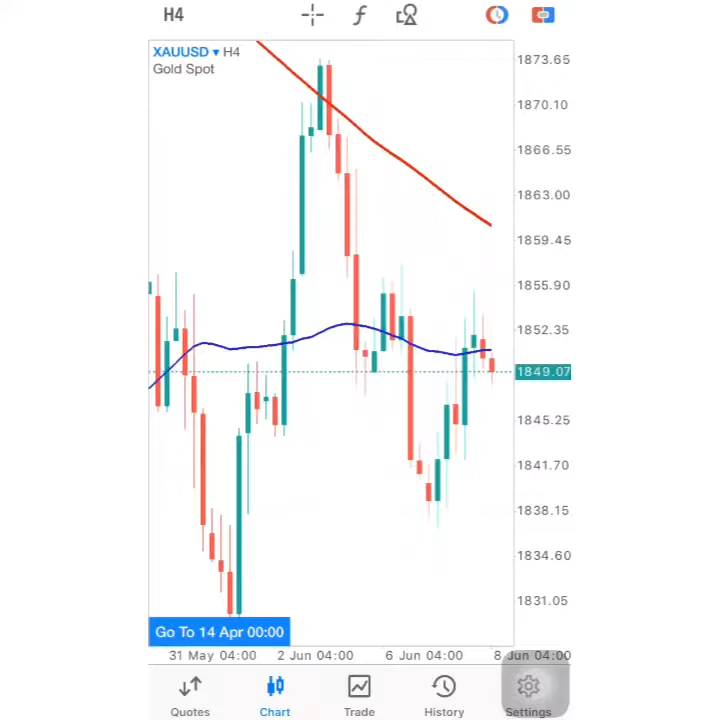 H4
XAUUSD ▾ H4
Gold Spot
1873.65
1870.10
1866.55
1863.00
1859.45
1855.90
1852.35
1849.07
1845.25
1841.70
1838.15
1834.60
1831.05
Go To 14 Apr 00:00
31 May 04:00 2 Jun 04:00 6 Jun 04:00 8 Jun 04:00
Quotes Chart Trade History Settings